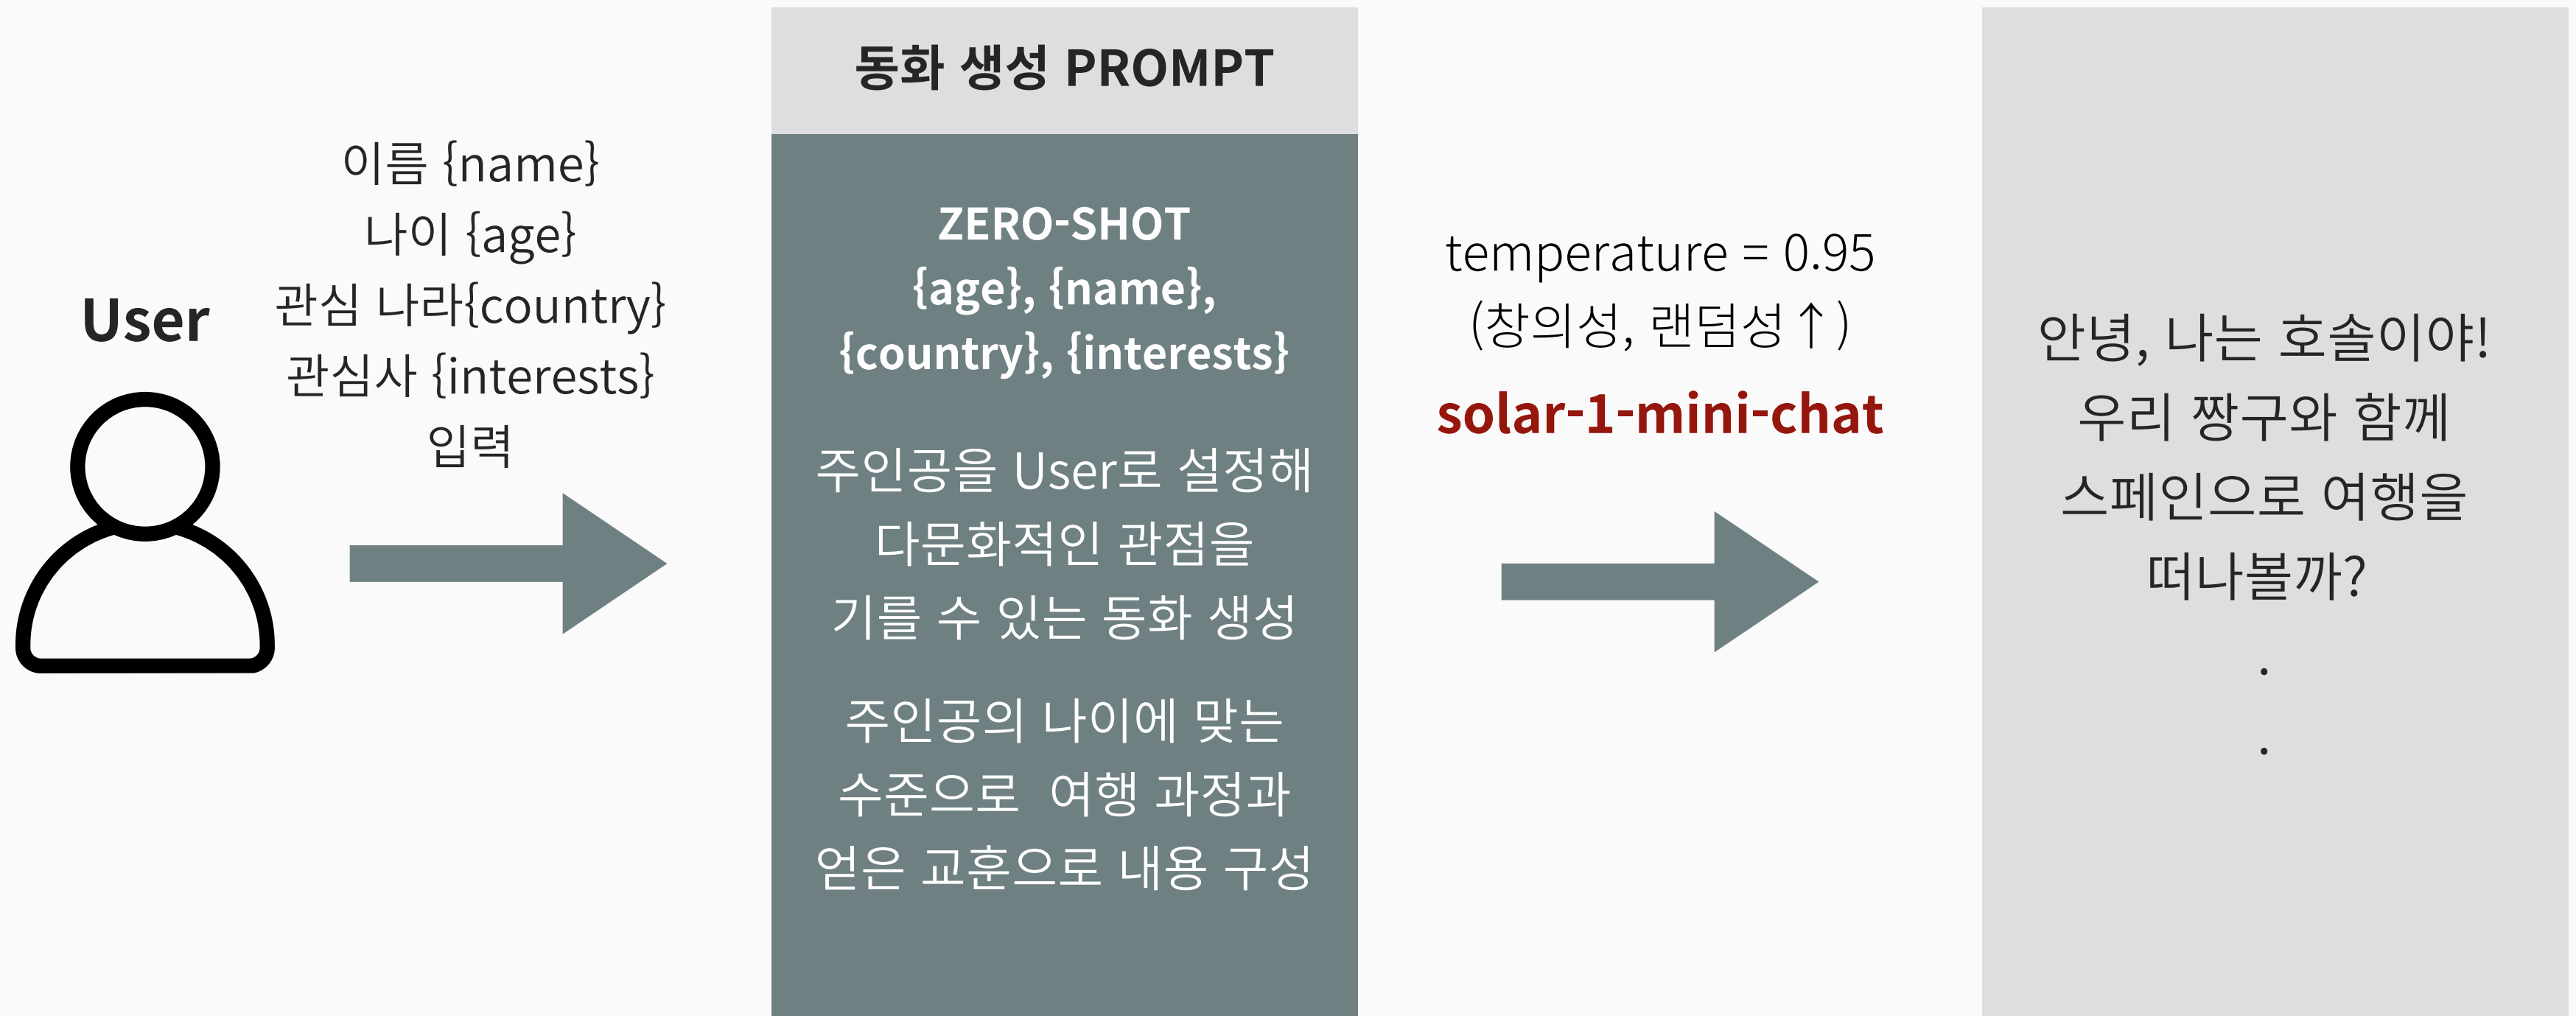 User
이름 {name}
나이 {age}
관심 나라{country}
관심사 {interests}
입력
동화 생성 PROMPT
ZERO-SHOT
{age}, {name},
{country}, {interests}
주인공을 User로 설정해
다문화적인 관점을
기를 수 있는 동화 생성
주인공의 나이에 맞는
수준으로 여행 과정과
얻은 교훈으로 내용 구성
temperature = 0.95
(창의성, 랜덤성↑)
solar-1-mini-chat
안녕, 나는 호솔이야!
우리 짱구와 함께
스페인으로 여행을
떠나볼까?
.
.